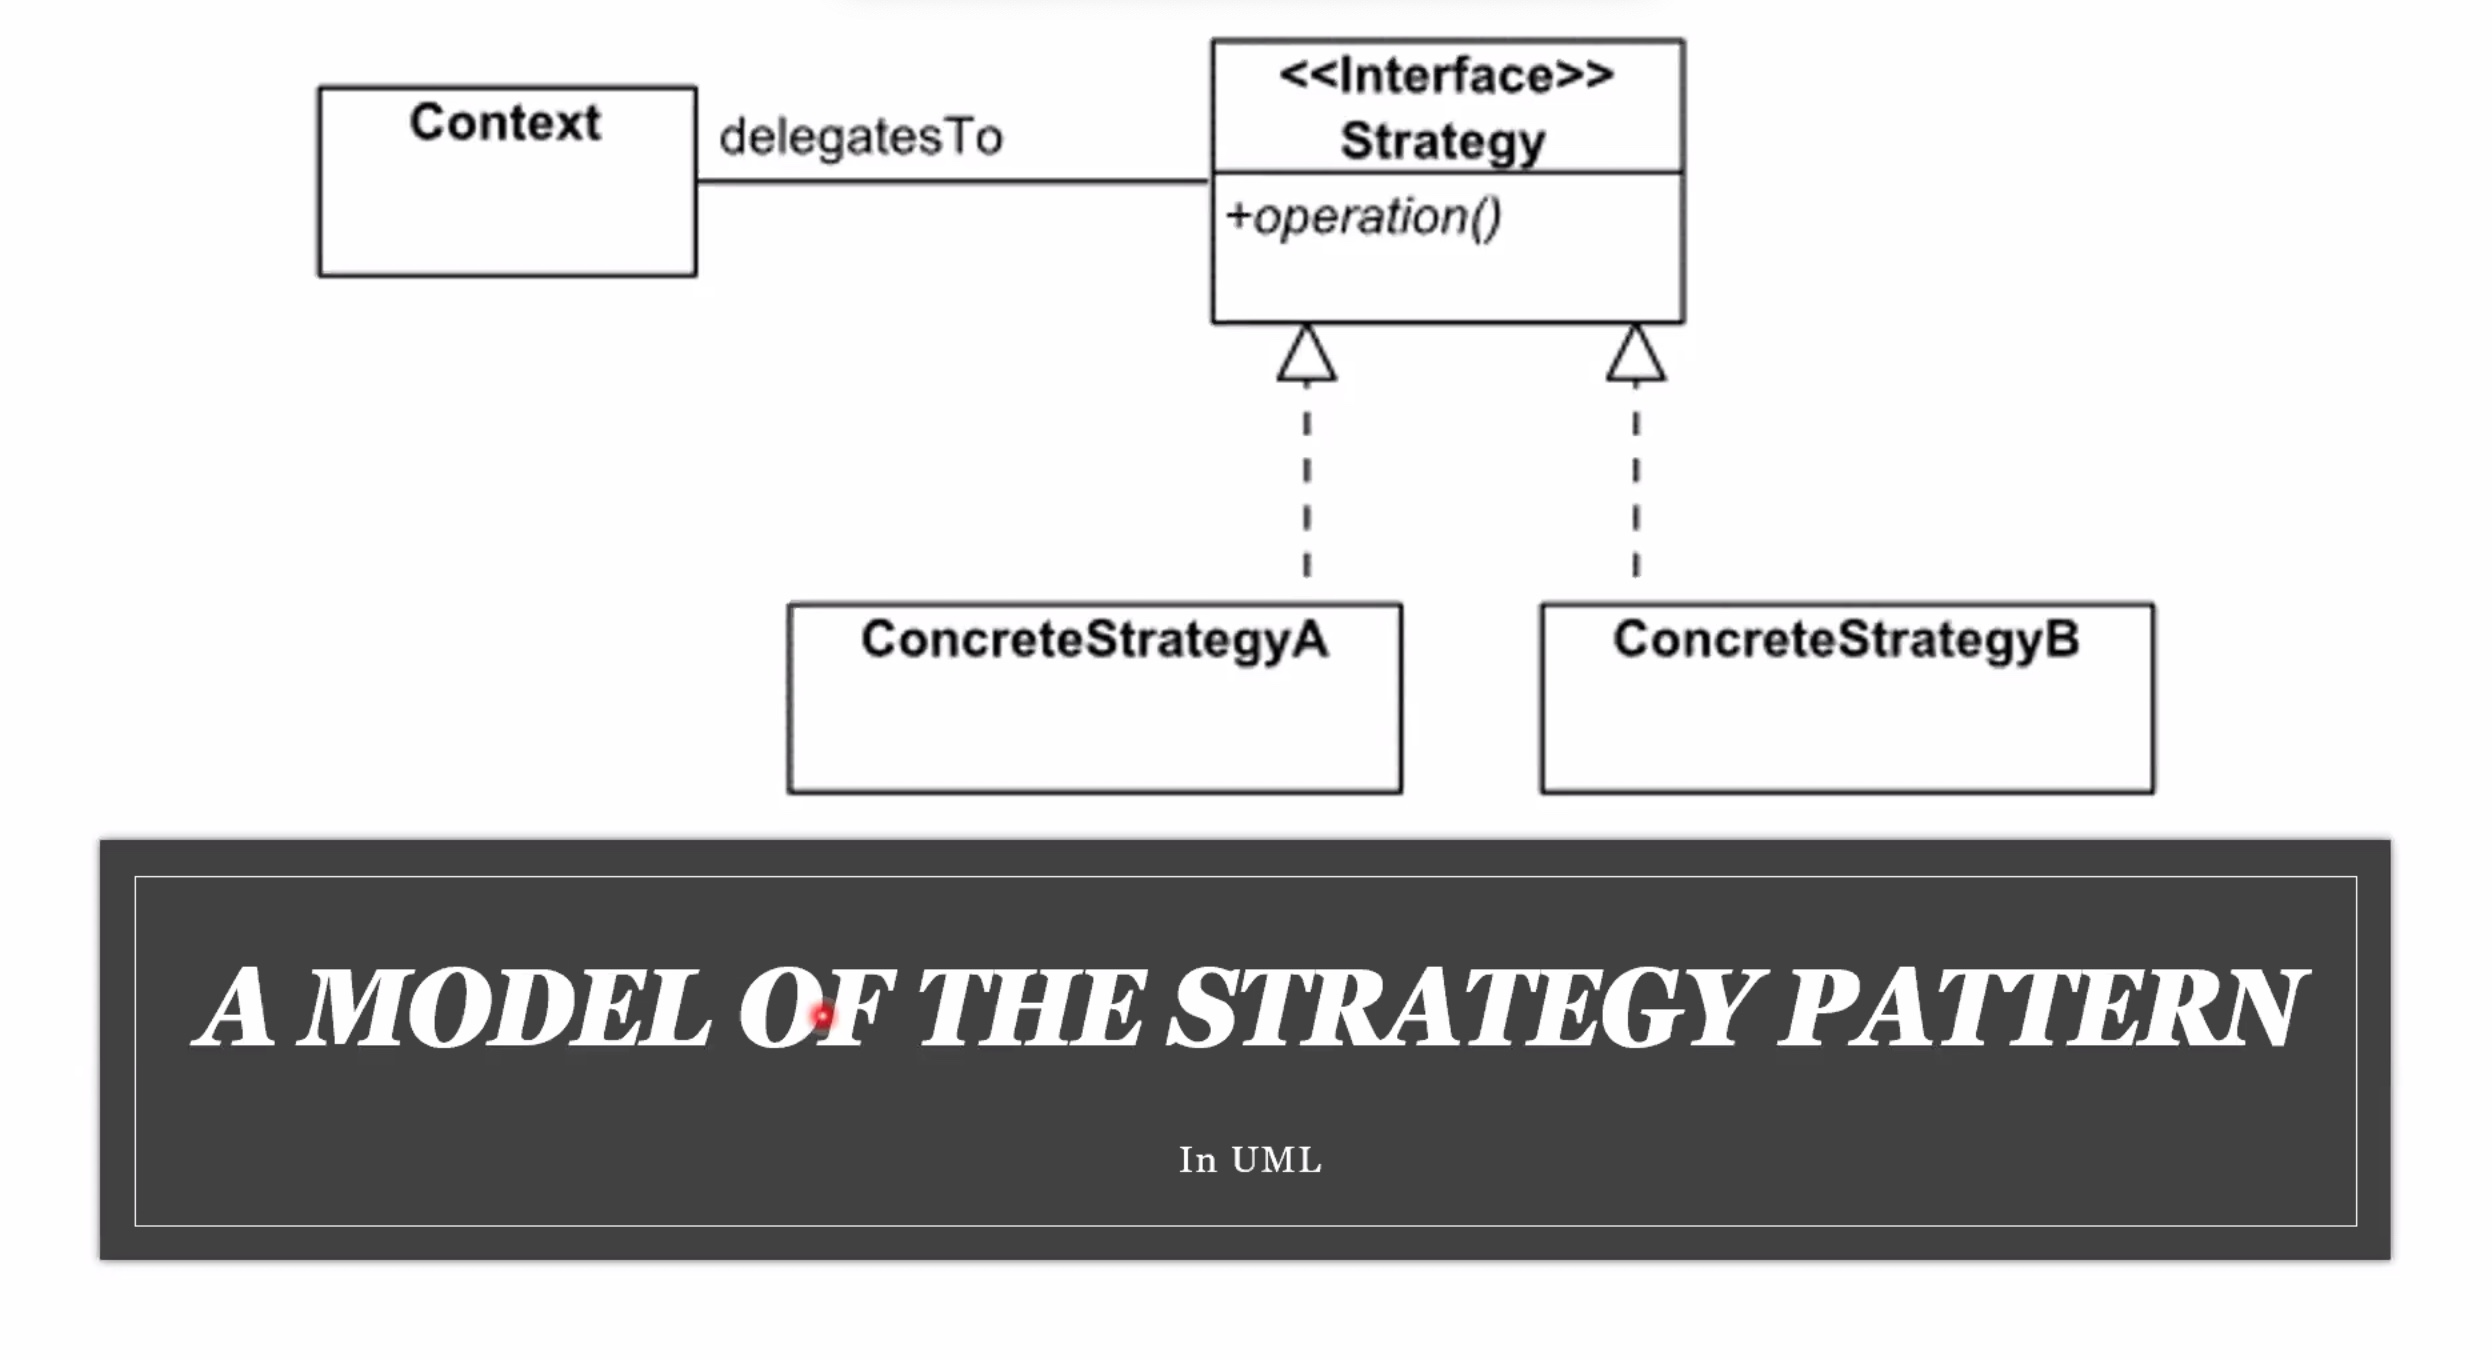 Context
delegatesTo
<<Interface>>
Strategy
+operation()
ConcreteStrategyA
ConcreteStrategyB
A MODEL OF THE STRATEGY PATTERN
In UML